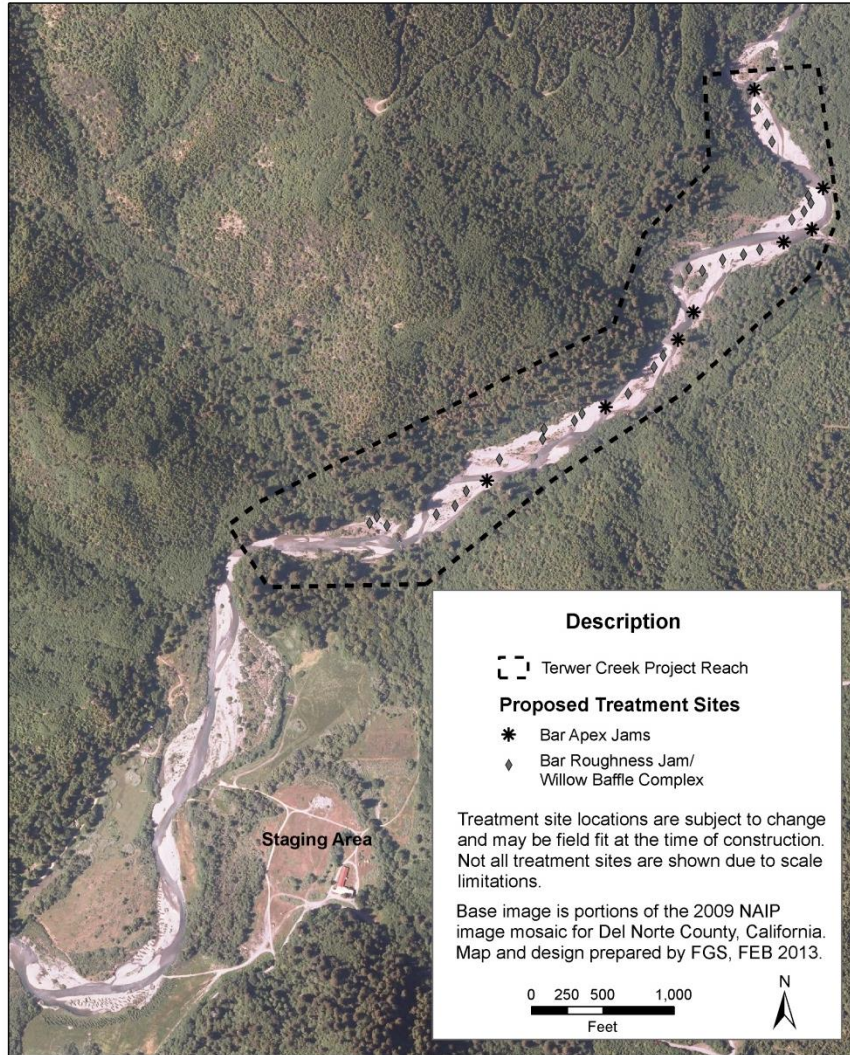 Staging Area
Description
Terwer Creek Project Reach
Proposed Treatment Sites
Bar Apex Jams
Bar Roughness Jam/
Willow Baffle Complex
Treatment site locations are subject to change
and may be field fit at the time of construction.
Not all treatment sites are shown due to scale
limitations.
Base image is portions of the 2009 NAIP
image mosaic for Del Norte County, California.
Map and design prepared by FGS, FEB 2013.
0 250 500 1,000
Feet
N